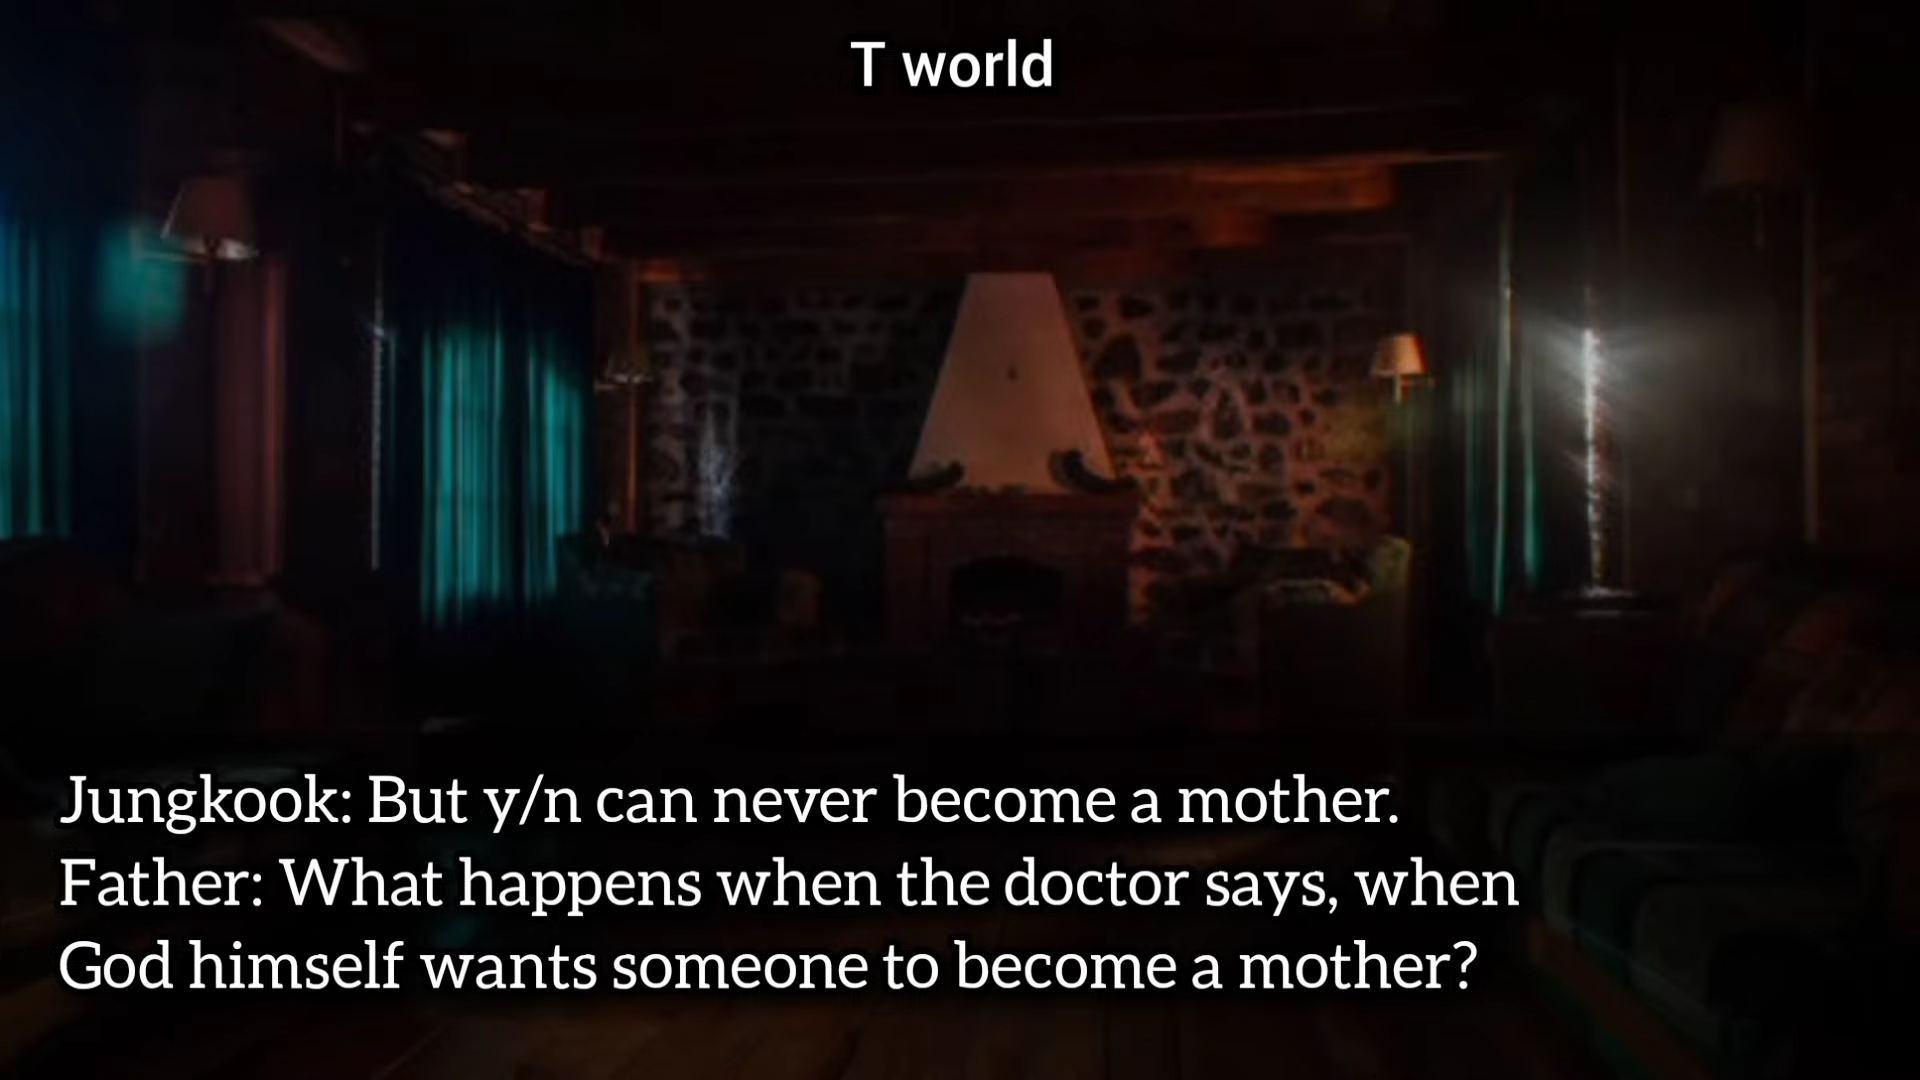 T world
Jungkook: But y/n can never become a mother.
Father: What happens when the doctor says, when
God himself wants someone to become a mother?